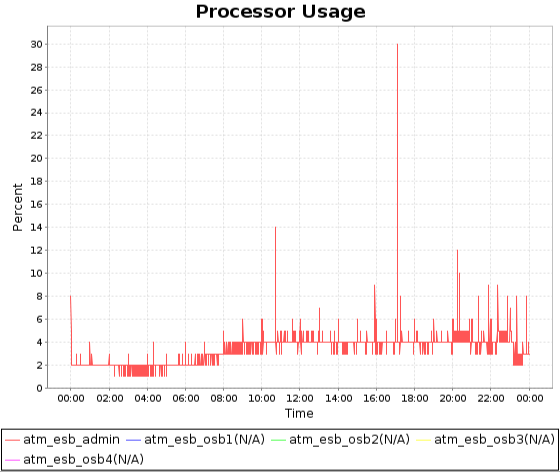 Processor Usage
30
28
26
24
22
20
18
16
14
12
10
8
6
4
2
0
Percent
00:00 02:00 04:00 06:00 08:00 10:00 12:00 14:00 16:00 18:00 20:00 22:00 00:00
Time
atm_esb_admin atm_esb_osb1(N/A) atm_esb_osb2(N/A) atm_esb_osb3(N/A)
atm_esb_osb4(N/A)